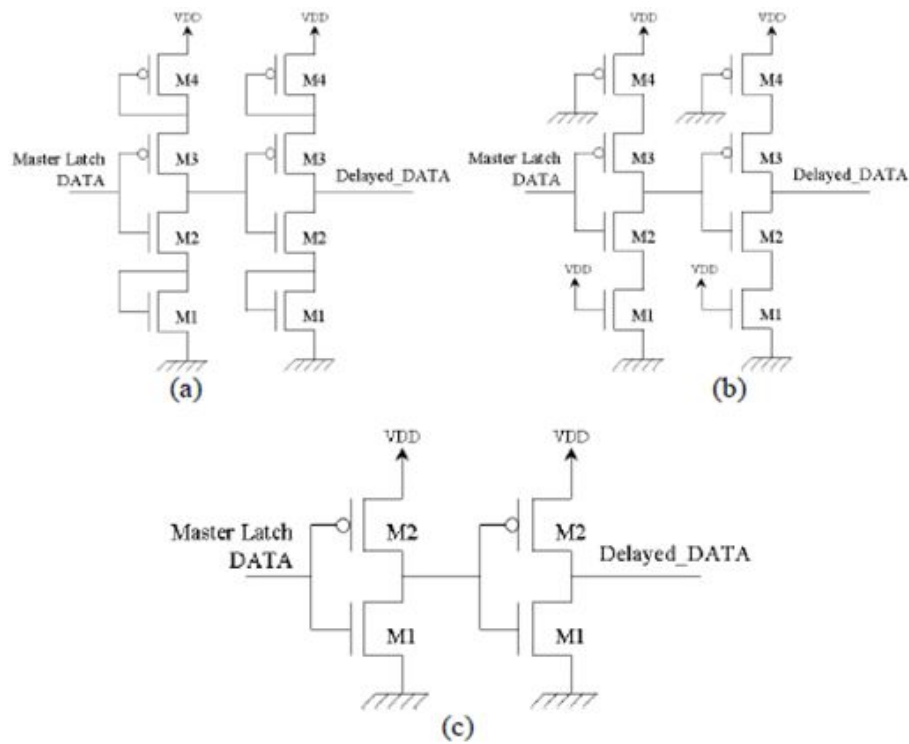 VDD VDD
M4 M4
M3 M3
Master Latch
DATA
Delayed_DATA
M2 M2
M1 M1
(a)
VDD VDD
M4 M4
M3 M3
Master Latch
DATA
Delayed_DATA
M2 M2
VDD VDD
M1 M1
(b)
VDD VDD
M2 M2
Master Latch
DATA
Delayed_DATA
M1 M1
(c)